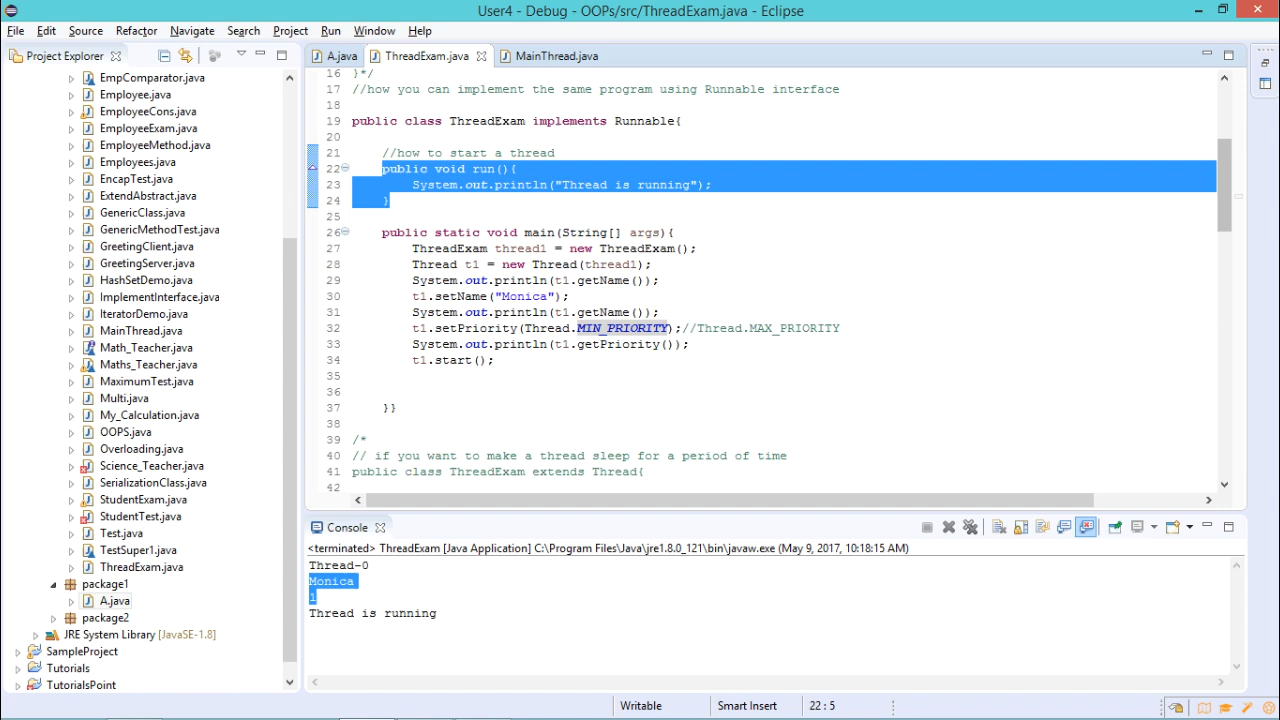 User4 - Debug - OOPs/src/ThreadExam.java - Eclipse
File Edit Source Refactor Navigate Search Project Run Window Help
Project Explorer
EmpComparator.java
Employee.java
EmployeeCons.java
EmployeeExam.java
EmployeeMethod.java
Employees.java
EncapTest.java
ExtendAbstract.java
GenericClass.java
GenericMethodTest.java
GreetingClient.java
GreetingServer.java
HashSetDemo.java
ImplementInterface.java
IteratorDemo.java
MainThread.java
Math_Teacher.java
Maths_Teacher.java
MaximumTest.java
Multi.java
My_Calculation.java
OOPS.java
Overloading.java
Science_Teacher.java
SerializationClass.java
StudentExam.java
StudentTest.java
Test.java
TestSuper1.java
ThreadExam.java
package1
A.java
package2
JRE System Library [JavaSE-1.8]
SampleProject
Tutorials
TutorialsPoint
A.java ThreadExam.java MainThread.java
16 }*/
17 //how you can implement the same program using Runnable interface
18
19 public class ThreadExam implements Runnable{
20
21 //how to start a thread
22 public void run(){
23 System.out.println("Thread is running");
24 }
25
26 public static void main(String[] args){
27 ThreadExam thread1 = new ThreadExam();
28 Thread t1 = new Thread(thread1);
29 System.out.println(t1.getName());
30 t1.setName("Monica");
31 System.out.println(t1.getName());
32 t1.setPriority(Thread.MIN_PRIORITY);//Thread.MAX_PRIORITY
33 System.out.println(t1.getPriority());
34 t1.start();
35
36
37 }}
38
39 /*
40 // if you want to make a thread sleep for a period of time
41 public class ThreadExam extends Thread{
42
Console
<terminated> ThreadExam [Java Application] C:\Program Files\Java\jre1.8.0_121\bin\javaw.exe (May 9, 2017, 10:18:15 AM)
Thread-0
Monica
1
Thread is running
Writable Smart Insert 22 : 5